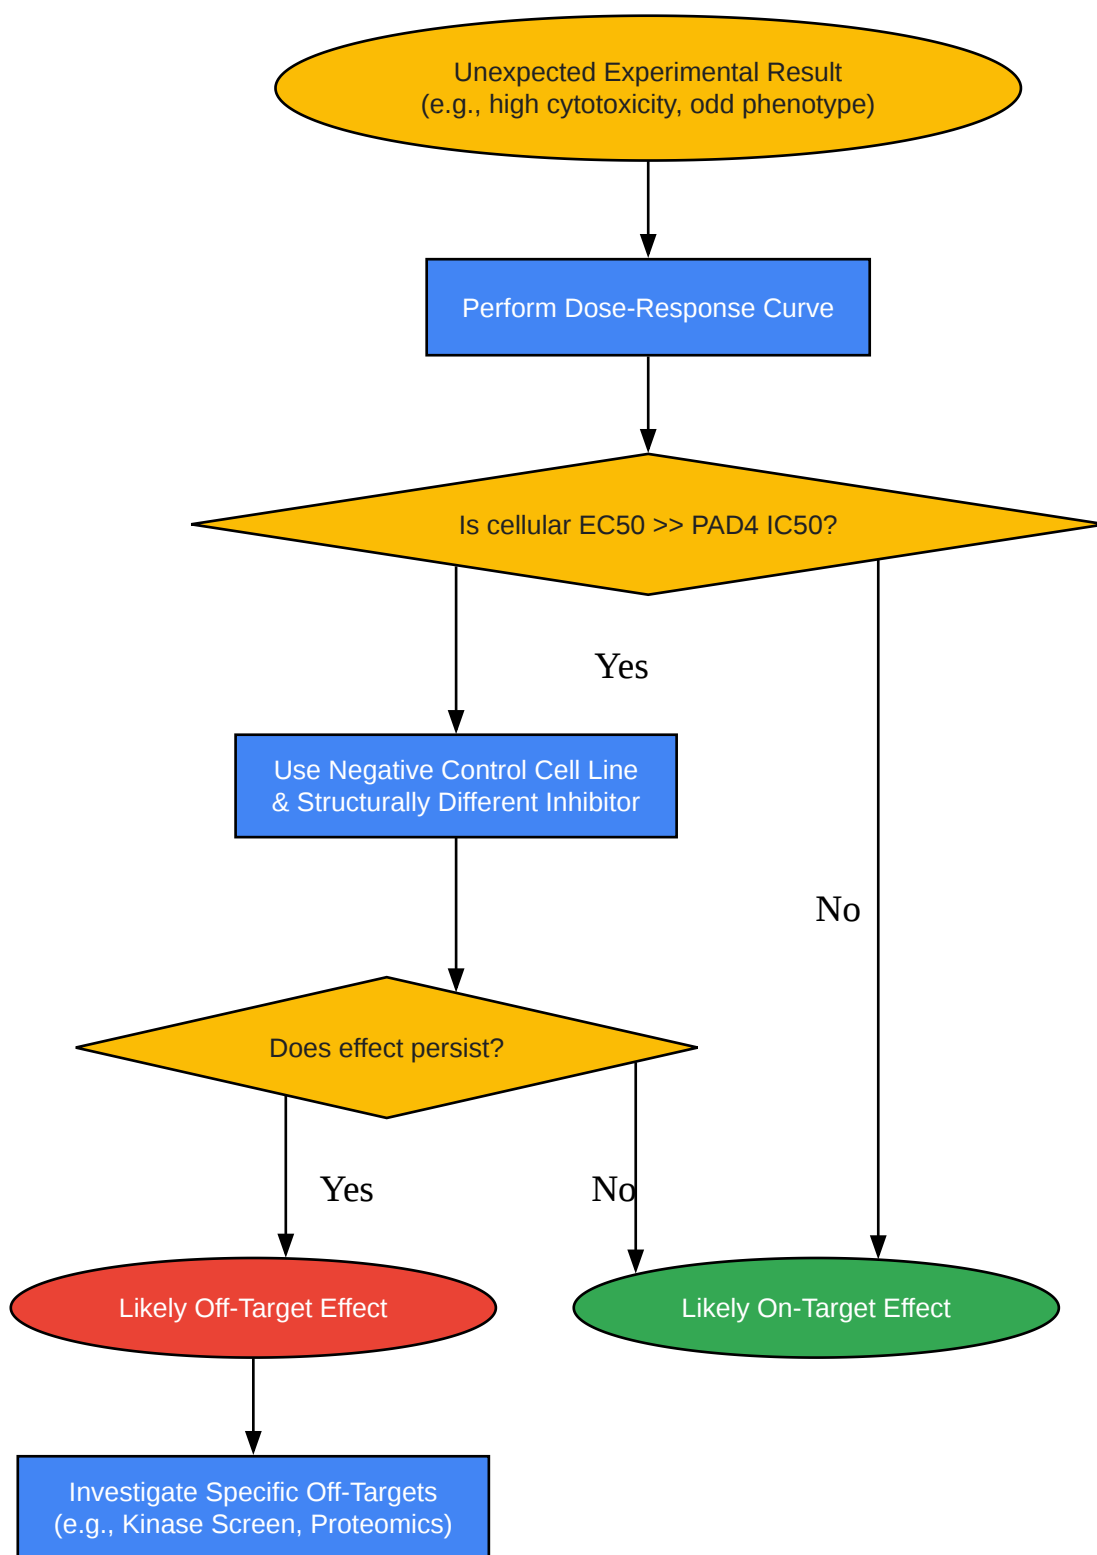 Unexpected Experimental Result
(e.g., high cytotoxicity, odd phenotype)
Perform Dose-Response Curve
Is cellular EC50 >> PAD4 IC50?
Yes
Use Negative Control Cell Line
& Structurally Different Inhibitor
No
Does effect persist?
Yes
No
Likely Off-Target Effect
Likely On-Target Effect
Investigate Specific Off-Targets
(e.g., Kinase Screen, Proteomics)